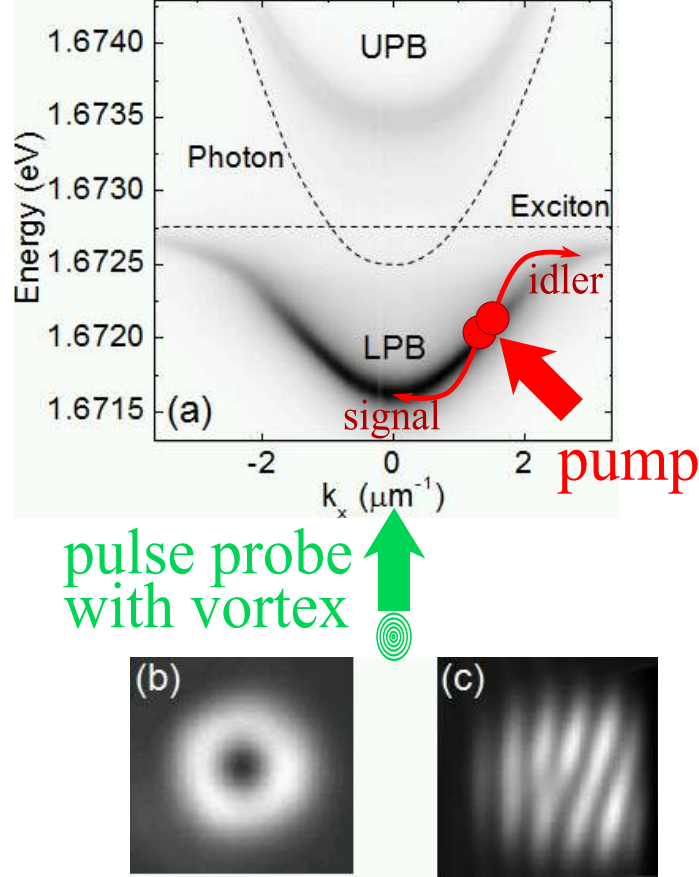 1.6740
UPB
1.6735
Photon
1.6730
Exciton
Energy (eV)
1.6725
idler
1.6720
LPB
1.6715
(a)
signal
-2
0
2
pump
kx (μm-1)
pulse probe
with vortex
(b)
(c)